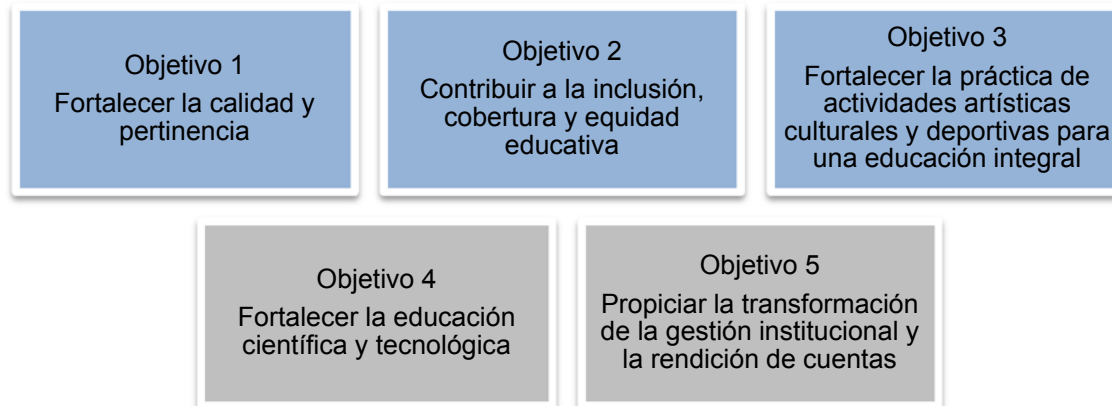 Objetivo 1
Fortalecer la calidad y
pertinencia
Objetivo 2
Contribuir a la inclusión,
cobertura y equidad
educativa
Objetivo 3
Fortalecer la práctica de
actividades artísticas
culturales y deportivas para
una educación integral
Objetivo 4
Fortalecer la educación
científica y tecnológica
Objetivo 5
Propiciar la transformación
de la gestión institucional y
la rendición de cuentas